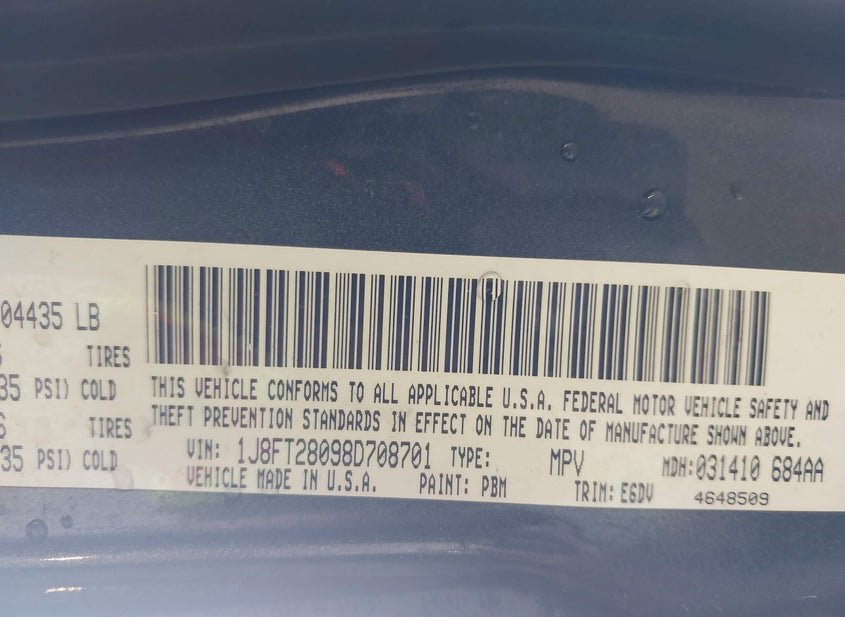 04435 LB
TIRES
35 PSI) COLD
THIS VEHICLE CONFORMS TO ALL APPLICABLE U.S.A. FEDERAL MOTOR VEHICLE SAFETY AND
THEFT PREVENTION STANDARDS IN EFFECT ON THE DATE OF MANUFACTURE SHOWN ABOVE.
6 TIRES
35 PSI) COLD
VIN: 1J8FT28098D708701 TYPE: MPV MDH:031410 684AA
VEHICLE MADE IN U.S.A. PAINT: PBM TRIM: E6DV 4648509